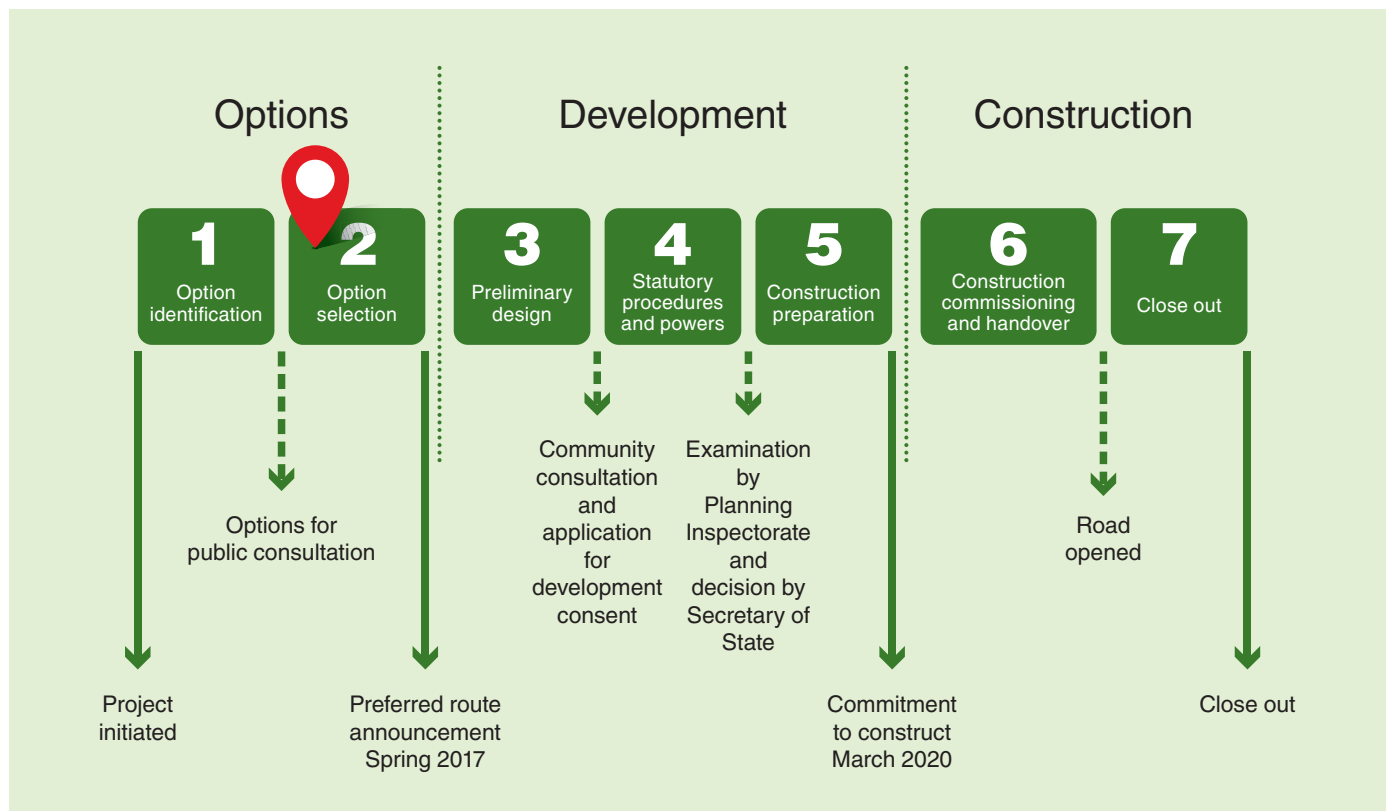 Options
Development
Construction
1
Option
identification
2
Option
selection
3
Preliminary
design
4
Statutory
procedures
and powers
5
Construction
preparation
6
Construction
commissioning
and handover
7
Close out
Options for
public consultation
Community
consultation
and
application
for
development
consent
Examination
by
Planning
Inspectorate
and
decision by
Secretary of
State
Road
opened
Project
initiated
Preferred route
announcement
Spring 2017
Commitment
to construct
March 2020
Close out